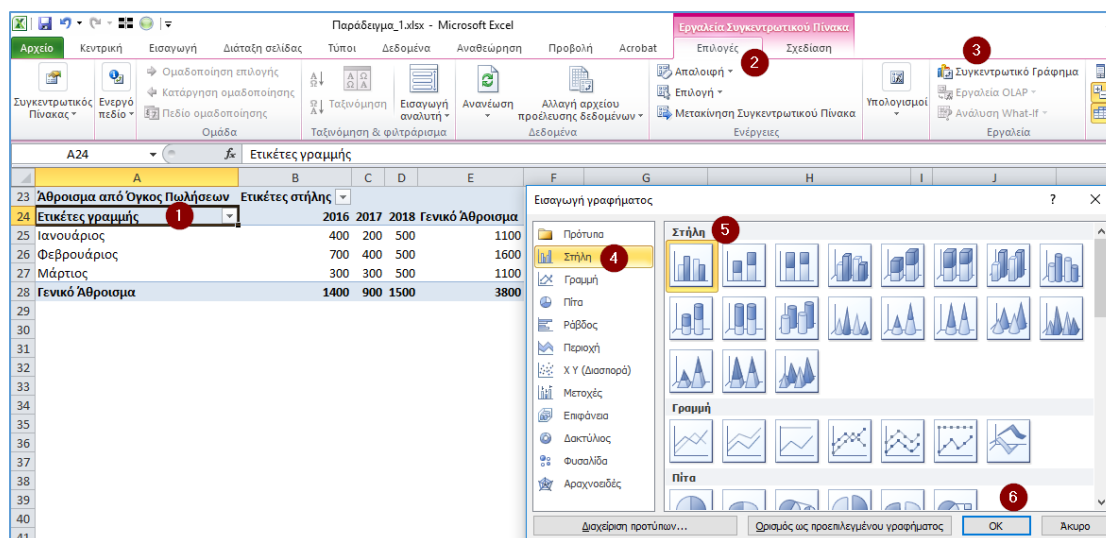 Παράδειγμα_1.xlsx - Microsoft Excel
Εργαλεία Συγκεντρωτικού Πίνακα
Αρχείο Κεντρική Εισαγωγή Διάταξη σελίδας Τύποι Δεδομένα Αναθεώρηση Προβολή Acrobat Επιλογές Σχεδίαση
2 3
Συγκεντρωτικός Πίνακας
Ενεργό πεδίο
Ομαδοποίηση επιλογής
Κατάργηση ομαδοποίησης
Πεδίο ομαδοποίησης
Ομάδα
Ταξινόμηση
Εισαγωγή αναλυτή
Ταξινόμηση & φιλτράρισμα
Ανανέωση
Αλλαγή αρχείου προέλευσης δεδομένων
Δεδομένα
Απαλοιφή
Επιλογή
Μετακίνηση Συγκεντρωτικού Πίνακα
Ενέργειες
Υπολογισμοί
Συγκεντρωτικό Γράφημα
Εργαλεία OLAP
Ανάλυση What-If
Εργαλεία
A24 fx Ετικέτες γραμμής
A B C D E F G H I J
23 Άθροισμα από Όγκος Πωλήσεων Ετικέτες στήλης
24 Ετικέτες γραμμής 1 2016 2017 2018 Γενικό Άθροισμα
25 Ιανουάριος 400 200 500 1100
26 Φεβρουάριος 700 400 500 1600
27 Μάρτιος 300 300 500 1100
28 Γενικό Άθροισμα 1400 900 1500 3800
29
30
31
32
33
34
35
36
37
38
39
40
41
Εισαγωγή γραφήματος ?
Πρότυπα
Στήλη 4
Γραμμή
Πίτα
Ράβδος
Περιοχή
X Y (Διασπορά)
Μετοχές
Επιφάνεια
Δακτύλιος
Φυσαλίδα
Αραχνοειδές
Στήλη 5
Γραμμή
Πίτα
6
Διαχείριση προτύπων... Ορισμός ως προεπιλεγμένου γραφήματος OK Άκυρο